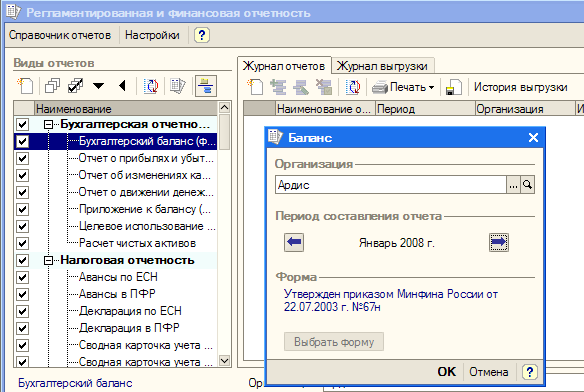 Регламентированная и финансовая отчетность
Справочник отчетов Настройки ?
Виды отчетов
Наименование
Бухгалтерская отчетно...
Бухгалтерский баланс (ф...
Отчет о прибылях и убыт...
Отчет об изменениях ка...
Отчет о движении денеж...
Приложение к балансу (...
Целевое использование ...
Расчет чистых активов
Налоговая отчетность
Авансы по ЕСН
Авансы в ПФР
Декларация по ЕСН
Декларация в ПФР
Сводная карточка учета ...
Сводная карточка учета ...
Бухгалтерский баланс
Журнал отчетов Журнал выгрузки
Печать История выгрузки
Наименование о... Период Организация
Баланс
Организация
Ардис ...
Период составления отчета
Январь 2008 г.
Форма
Утвержден приказом Минфина России от
22.07.2003 г. №67н
Выбрать форму
OK Отмена ?